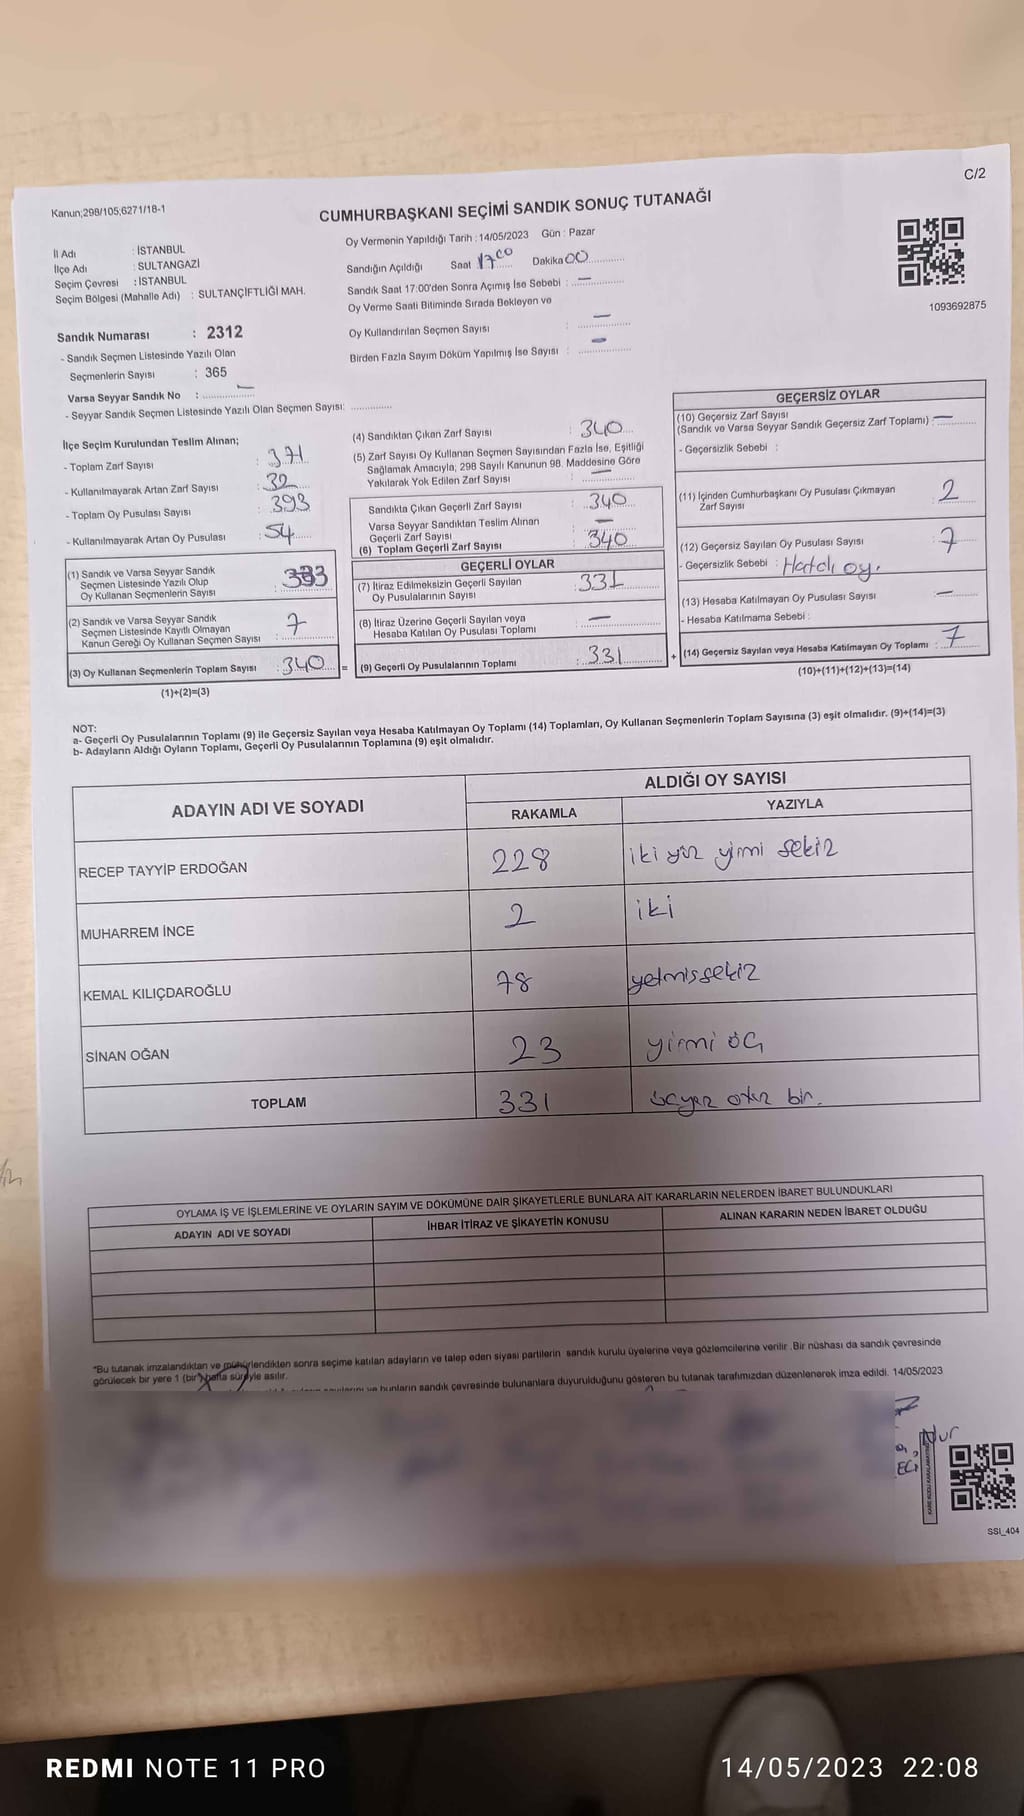 C/2
Kanun;298/105;6271/18-1
CUMHURBAŞKANI SEÇİMİ SANDIK SONUÇ TUTANAĞI
İl Adı : İSTANBUL
İlçe Adı : SULTANGAZİ
Seçim Çevresi : İSTANBUL
Seçim Bölgesi (Mahalle Adı) : SULTANÇİFTLİĞİ MAH.
Oy Vermenin Yapıldığı Tarih : 14/05/2023 Gün : Pazar
Sandığın Açıldığı Saat 17 00 Dakika 00
Sandık Saat 17:00'den Sonra Açımış İse Sebebi : —
Oy Verme Saati Bitiminde Sırada Bekleyen ve
Oy Kullandırılan Seçmen Sayısı : —
Birden Fazla Sayım Döküm Yapılmış İse Sayısı : —
1093692875
Sandık Numarası : 2312
- Sandık Seçmen Listesinde Yazılı Olan
Seçmenlerin Sayısı : 365
Varsa Seyyar Sandık No : —
- Seyyar Sandık Seçmen Listesinde Yazılı Olan Seçmen Sayısı:
İlçe Seçim Kurulundan Teslim Alınan;
- Toplam Zarf Sayısı : 371
- Kullanılmayarak Artan Zarf Sayısı : 32
- Toplam Oy Pusulası Sayısı : 393
- Kullanılmayarak Artan Oy Pusulası : 54
(1) Sandık ve Varsa Seyyar Sandık
Seçmen Listesinde Yazılı Olup
Oy Kullanan Seçmenlerin Sayısı : 333
(2) Sandık ve Varsa Seyyar Sandık
Seçmen Listesinde Kayıtlı Olmayan
Kanun Gereği Oy Kullanan Seçmen Sayısı : 7
(3) Oy Kullanan Seçmenlerin Toplam Sayısı : 340 =
(1)+(2)=(3)
(4) Sandıktan Çıkan Zarf Sayısı : 340
(5) Zarf Sayısı Oy Kullanan Seçmen Sayısından Fazla İse, Eşitliği
Sağlamak Amacıyla; 298 Sayılı Kanunun 98. Maddesine Göre
Yakılarak Yok Edilen Zarf Sayısı : —
Sandıkta Çıkan Geçerli Zarf Sayısı : 340
Varsa Seyyar Sandıktan Teslim Alınan
Geçerli Zarf Sayısı : —
(6) Toplam Geçerli Zarf Sayısı : 340
GEÇERLİ OYLAR
(7) İtiraz Edilmeksizin Geçerli Sayılan
Oy Pusulalarının Sayısı : 331
(8) İtiraz Üzerine Geçerli Sayılan veya
Hesaba Katılan Oy Pusulası Toplamı : —
(9) Geçerli Oy Pusulalarının Toplamı : 331 +
GEÇERSİZ OYLAR
(10) Geçersiz Zarf Sayısı
(Sandık ve Varsa Seyyar Sandık Geçersiz Zarf Toplamı) : —
- Geçersizlik Sebebi :
(11) İçinden Cumhurbaşkanı Oy Pusulası Çıkmayan
Zarf Sayısı : 2
(12) Geçersiz Sayılan Oy Pusulası Sayısı : 7
- Geçersizlik Sebebi : Hatalı oy.
(13) Hesaba Katılmayan Oy Pusulası Sayısı : —
- Hesaba Katılmama Sebebi :
(14) Geçersiz Sayılan veya Hesaba Katılmayan Oy Toplamı : 7
(10)+(11)+(12)+(13)=(14)
NOT:
a- Geçerli Oy Pusulalarının Toplamı (9) ile Geçersiz Sayılan veya Hesaba Katılmayan Oy Toplamı (14) Toplamları, Oy Kullanan Seçmenlerin Toplam Sayısına (3) eşit olmalıdır. (9)+(14)=(3)
b- Adayların Aldığı Oyların Toplamı, Geçerli Oy Pusulalarının Toplamına (9) eşit olmalıdır.
ADAYIN ADI VE SOYADI
ALDIĞI OY SAYISI
RAKAMLA YAZIYLA
RECEP TAYYİP ERDOĞAN 228 iki yüz yirmi sekiz
MUHARREM İNCE 2 iki
KEMAL KILIÇDAROĞLU 78 yetmişsekiz
SİNAN OĞAN 23 yirmi üç
TOPLAM 331 üçyüz otuz bir.
OYLAMA İŞ VE İŞLEMLERİNE VE OYLARIN SAYIM VE DÖKÜMÜNE DAİR ŞİKAYETLERLE BUNLARA AİT KARARLARIN NELERDEN İBARET BULUNDUKLARI
ADAYIN ADI VE SOYADI İHBAR İTİRAZ VE ŞİKAYETİN KONUSU ALINAN KARARIN NEDEN İBARET OLDUĞU
*Bu tutanak imzalandıktan ve mühürlendikten sonra seçime katılan adayların ve talep eden siyasi partilerin sandık kurulu üyelerine veya gözlemcilerine verilir .Bir nüshası da sandık çevresinde
görülecek bir yere 1 (bir) hafta süreyle asılır.
ve bunların sandık çevresinde bulunanlara duyurulduğunu gösteren bu tutanak tarafımızdan düzenlenerek imza edildi. 14/05/2023
Nur
SSI_404
REDMI NOTE 11 PRO
14/05/2023 22:08